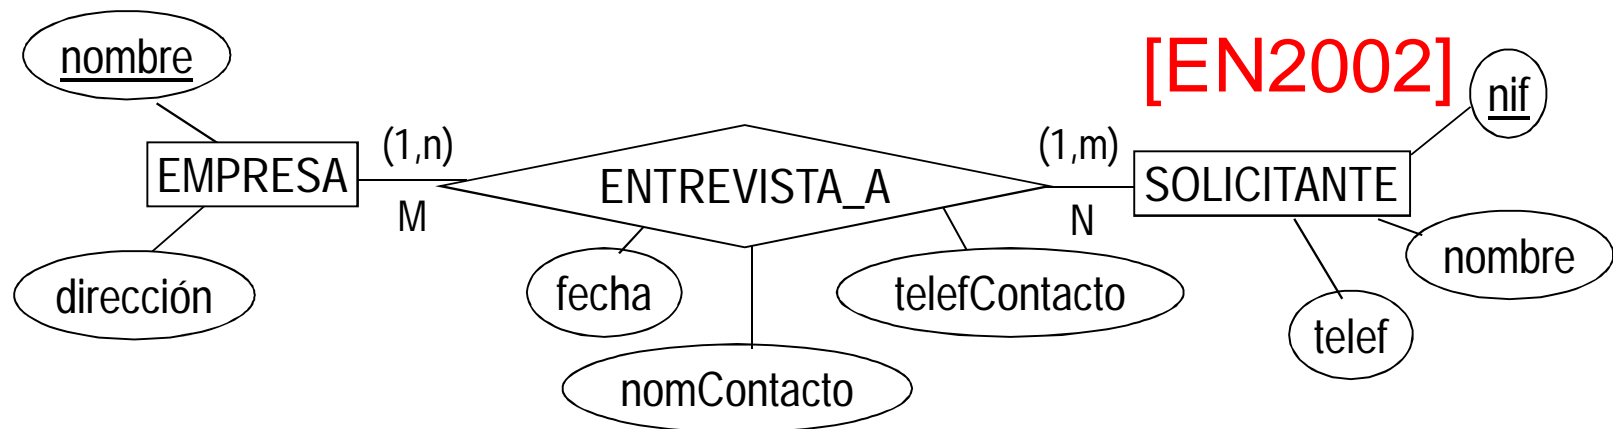 nombre
[EN2002]
nif
EMPRESA
(1,n)
M
ENTREVISTA_A
(1,m)
N
SOLICITANTE
dirección
fecha
nomContacto
telefContacto
telef
nombre